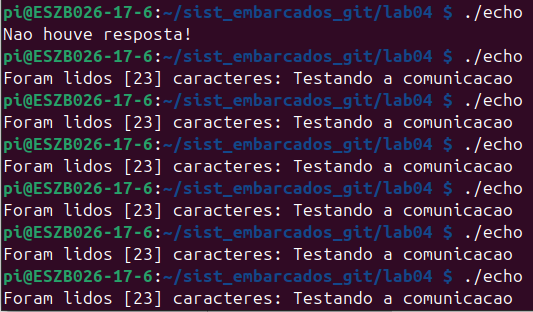 pi@ESZB026-17-6:~/sist_embarcados_git/lab04 $ ./echo
Nao houve resposta!
pi@ESZB026-17-6:~/sist_embarcados_git/lab04 $ ./echo
Foram lidos [23] caracteres: Testando a comunicacao
pi@ESZB026-17-6:~/sist_embarcados_git/lab04 $ ./echo
Foram lidos [23] caracteres: Testando a comunicacao
pi@ESZB026-17-6:~/sist_embarcados_git/lab04 $ ./echo
Foram lidos [23] caracteres: Testando a comunicacao
pi@ESZB026-17-6:~/sist_embarcados_git/lab04 $ ./echo
Foram lidos [23] caracteres: Testando a comunicacao
pi@ESZB026-17-6:~/sist_embarcados_git/lab04 $ ./echo
Foram lidos [23] caracteres: Testando a comunicacao
pi@ESZB026-17-6:~/sist_embarcados_git/lab04 $ ./echo
Foram lidos [23] caracteres: Testando a comunicacao